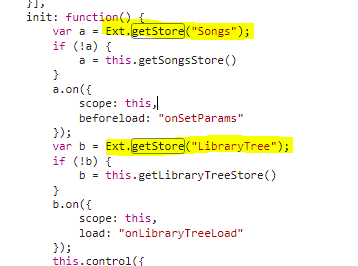 }],
init: function() {
var a = Ext.getStore("Songs");
if (!a) {
a = this.getSongsStore()
}
a.on({
scope: this,
beforeload: "onSetParams"
});
var b = Ext.getStore("LibraryTree");
if (!b) {
b = this.getLibraryTreeStore()
}
b.on({
scope: this,
load: "onLibraryTreeLoad"
});
this.control({